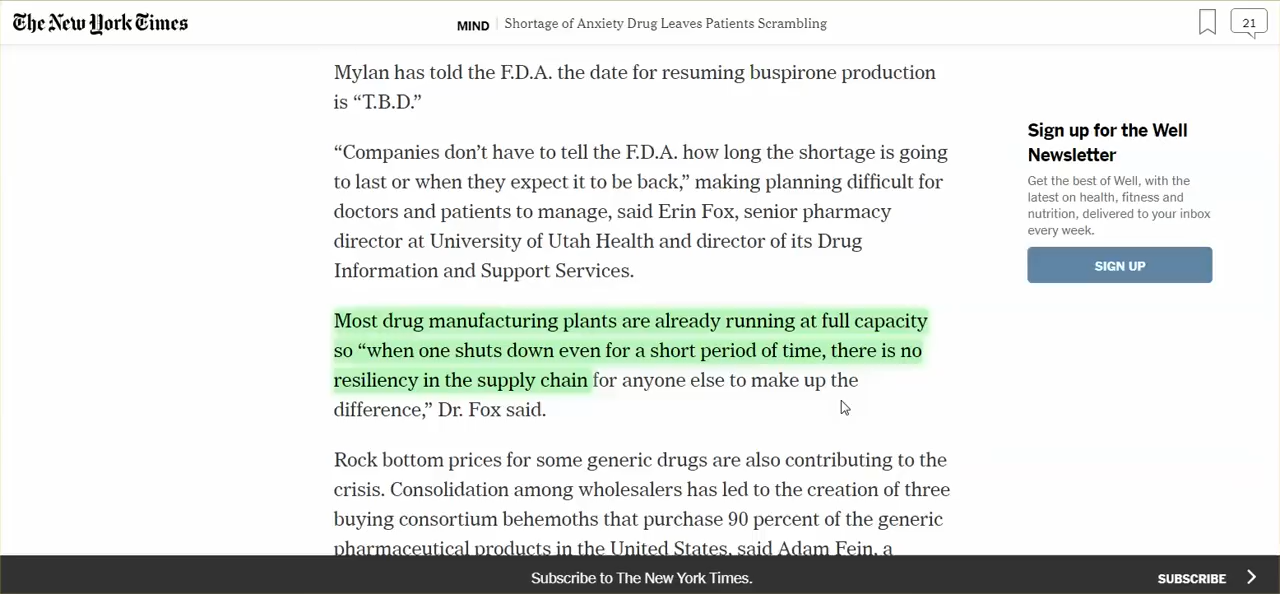 The New York Times
MIND | Shortage of Anxiety Drug Leaves Patients Scrambling
21
Mylan has told the F.D.A. the date for resuming buspirone production
is “T.B.D.”
“Companies don’t have to tell the F.D.A. how long the shortage is going
to last or when they expect it to be back,” making planning difficult for
doctors and patients to manage, said Erin Fox, senior pharmacy
director at University of Utah Health and director of its Drug
Information and Support Services.
Most drug manufacturing plants are already running at full capacity
so “when one shuts down even for a short period of time, there is no
resiliency in the supply chain for anyone else to make up the
difference,” Dr. Fox said.
Rock bottom prices for some generic drugs are also contributing to the
crisis. Consolidation among wholesalers has led to the creation of three
buying consortium behemoths that purchase 90 percent of the generic
pharmaceutical products in the United States, said Adam Fein, a
Sign up for the Well
Newsletter
Get the best of Well, with the
latest on health, fitness and
nutrition, delivered to your inbox
every week.
SIGN UP
Subscribe to The New York Times.
SUBSCRIBE